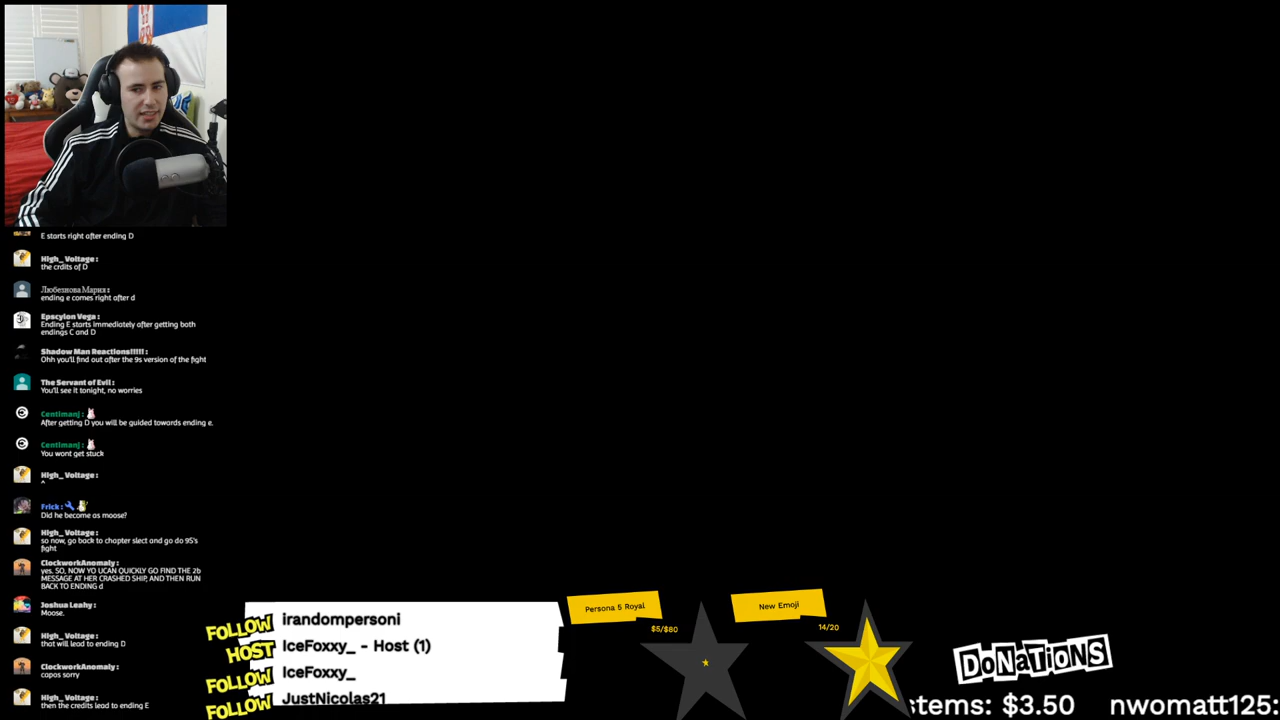 E starts right after ending D
High_Voltage :
the crdits of D
Любезнова Мария :
ending e comes right after d
Epscylon Vega :
Ending E starts immediately after getting both
endings C and D
Shadow Man Reactions!!!!! :
Ohh you'll find out after the 9s version of the fight
The Servant of Evil :
You'll see it tonight, no worries
Centimanj :
After getting D you will be guided towards ending e.
Centimanj :
You wont get stuck
High_Voltage :
^
Frick :
Did he become as moose?
High_Voltage :
so now, go back to chapter slect and go do 9S's
fight
ClockworkAnomaly :
yes. SO, NOW YO UCAN QUICKLY GO FIND THE 2b
MESSAGE AT HER CRASHED SHIP, AND THEN RUN
BACK TO ENDING d
Joshua Leahy :
Moose.
High_Voltage :
that will lead to ending D
ClockworkAnomaly :
capos sorry
High_Voltage :
then the credits lead to ending E
FOLLOW irandompersoni
HOST IceFoxxy_ - Host (1)
FOLLOW IceFoxxy_
FOLLOW JustNicolas21
Persona 5 Royal
$5/$80
New Emoji
14/20
DoNaTiONS
stems: $3.50 nwomatt125: